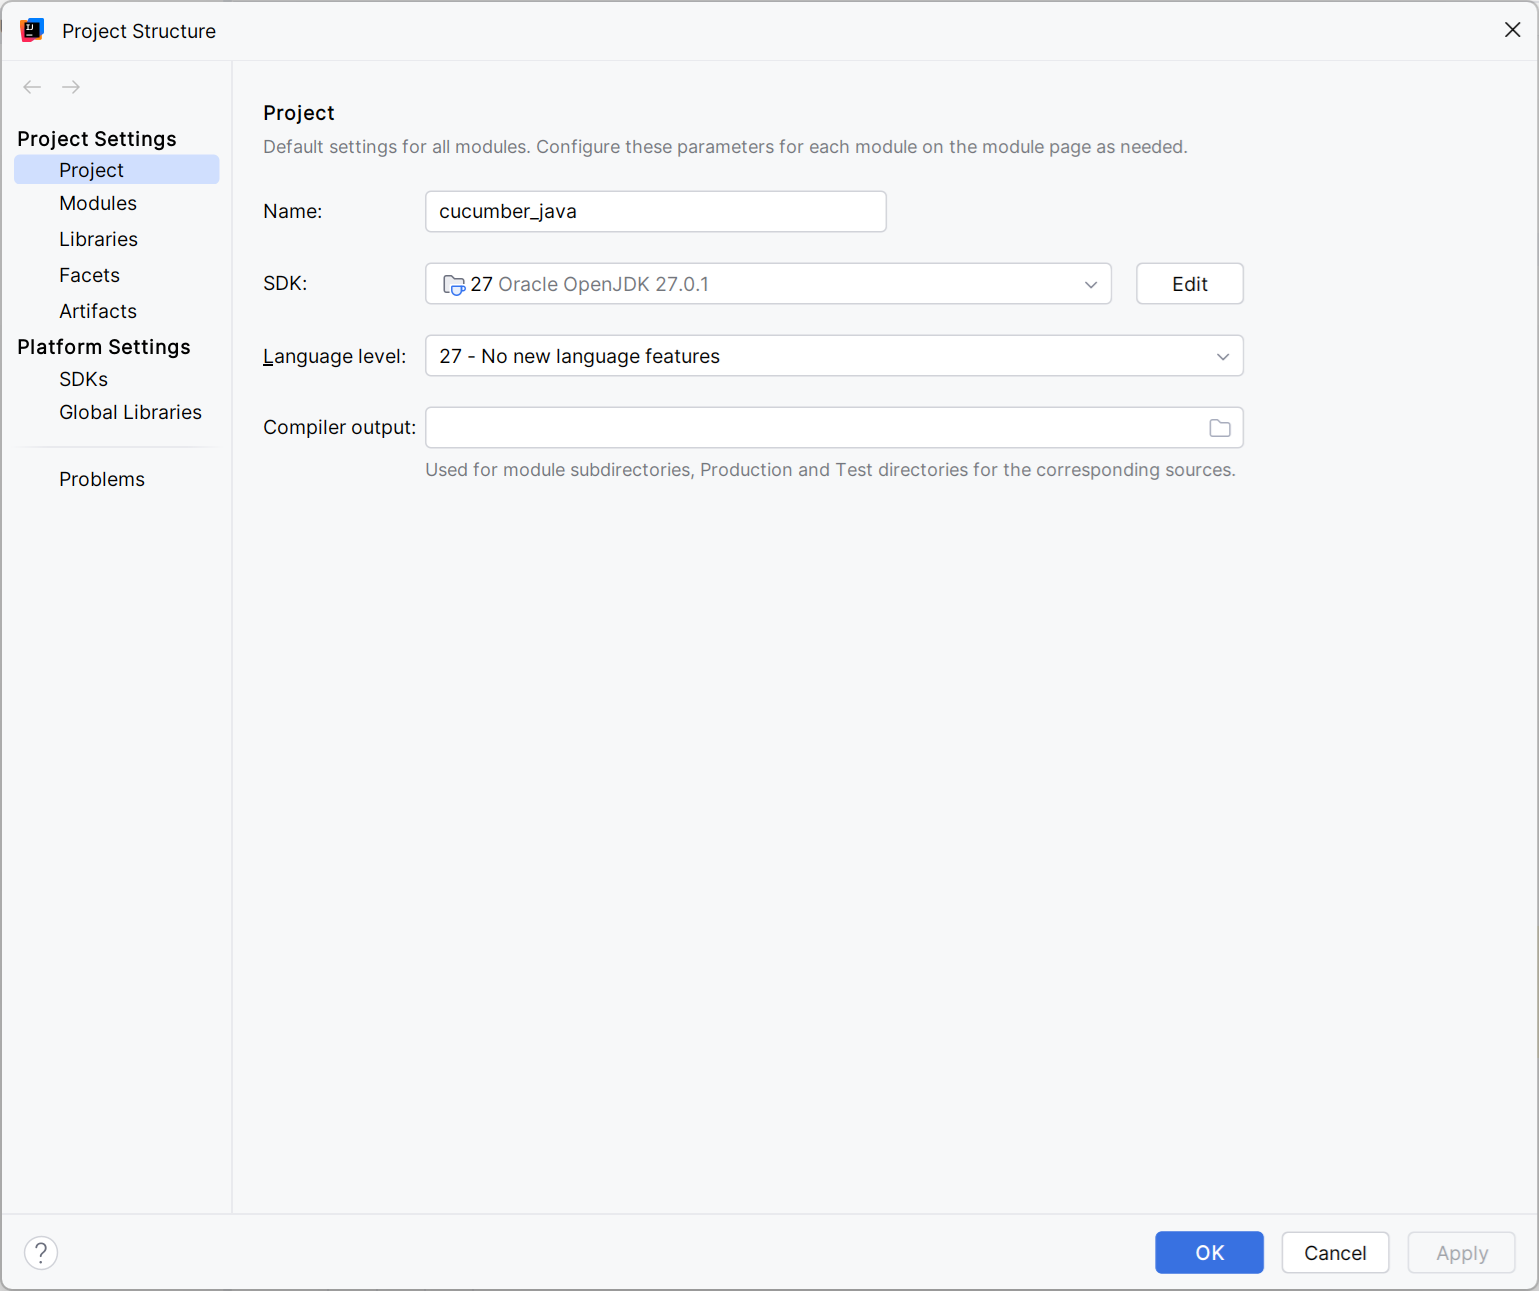 Project Structure
Project Settings
Project
Modules
Libraries
Facets
Artifacts
Platform Settings
SDKs
Global Libraries
Problems
Project
Default settings for all modules. Configure these parameters for each module on the module page as needed.
Name: cucumber_java
SDK: 27 Oracle OpenJDK 27.0.1 Edit
Language level: 27 - No new language features
Compiler output:
Used for module subdirectories, Production and Test directories for the corresponding sources.
? OK Cancel Apply